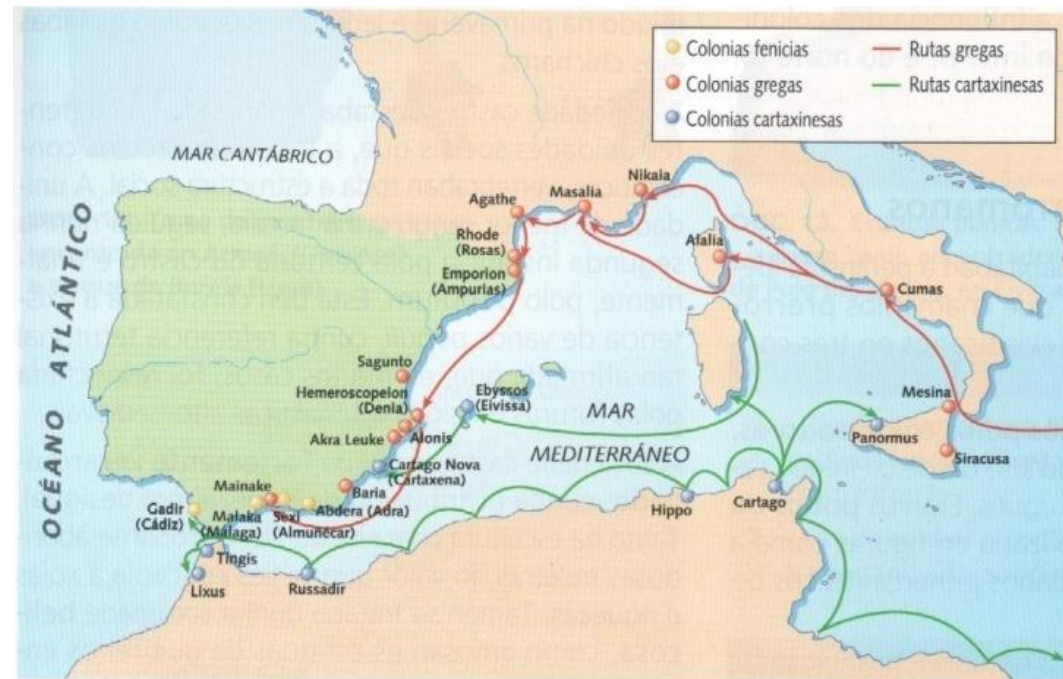 Colonias fenicias
Colonias gregas
Colonias cartaxinesas
Rutas gregas
Rutas cartaxinesas
MAR CANTÁBRICO
OCÉANO ATLÁNTICO
Agathe
Masalia
Nikaia
Rhode
(Rosas)
Emporion
(Ampurias)
Afalia
Cumas
Sagunto
Hemeroscopelon
(Denia)
Ebyssos
(Eivissa)
MAR
MEDITERRÁNEO
Akra Leuke
Alonis
Cartago Nova
(Cartaxena)
Mesina
Panormus
Siracusa
Mainake
Baria
Abdera (Adra)
Gadir
(Cádiz)
Malaka
(Málaga)
Sexi
(Almuñécar)
Hippo
Cartago
Tingis
Lixus
Russadir